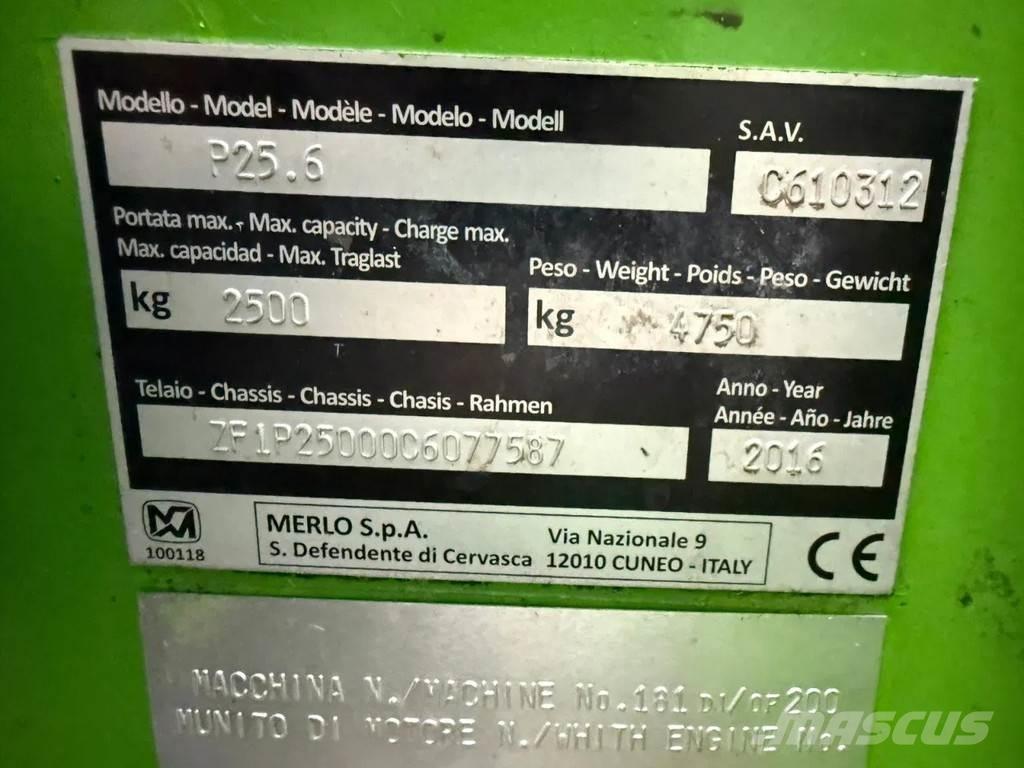 Modello - Model - Modèle - Modelo - Modell
P25.6
S.A.V.
C610312
Portata max. - Max. capacity - Charge max.
Max. capacidad - Max. Traglast
kg 2500
Peso - Weight - Poids - Peso - Gewicht
kg 4750
Telaio - Chassis - Chassis - Chasis - Rahmen
ZF1P25000C6077587
Anno - Year
Année - Año - Jahre
2016
100118
MERLO S.p.A.
S. Defendente di Cervasca
Via Nazionale 9
12010 CUNEO - ITALY
CE
MACCHINA N./MACHINE No.181 DI/OF 200
MUNITO DI MOTORE N./WHITH ENGINE No.
MASCUS